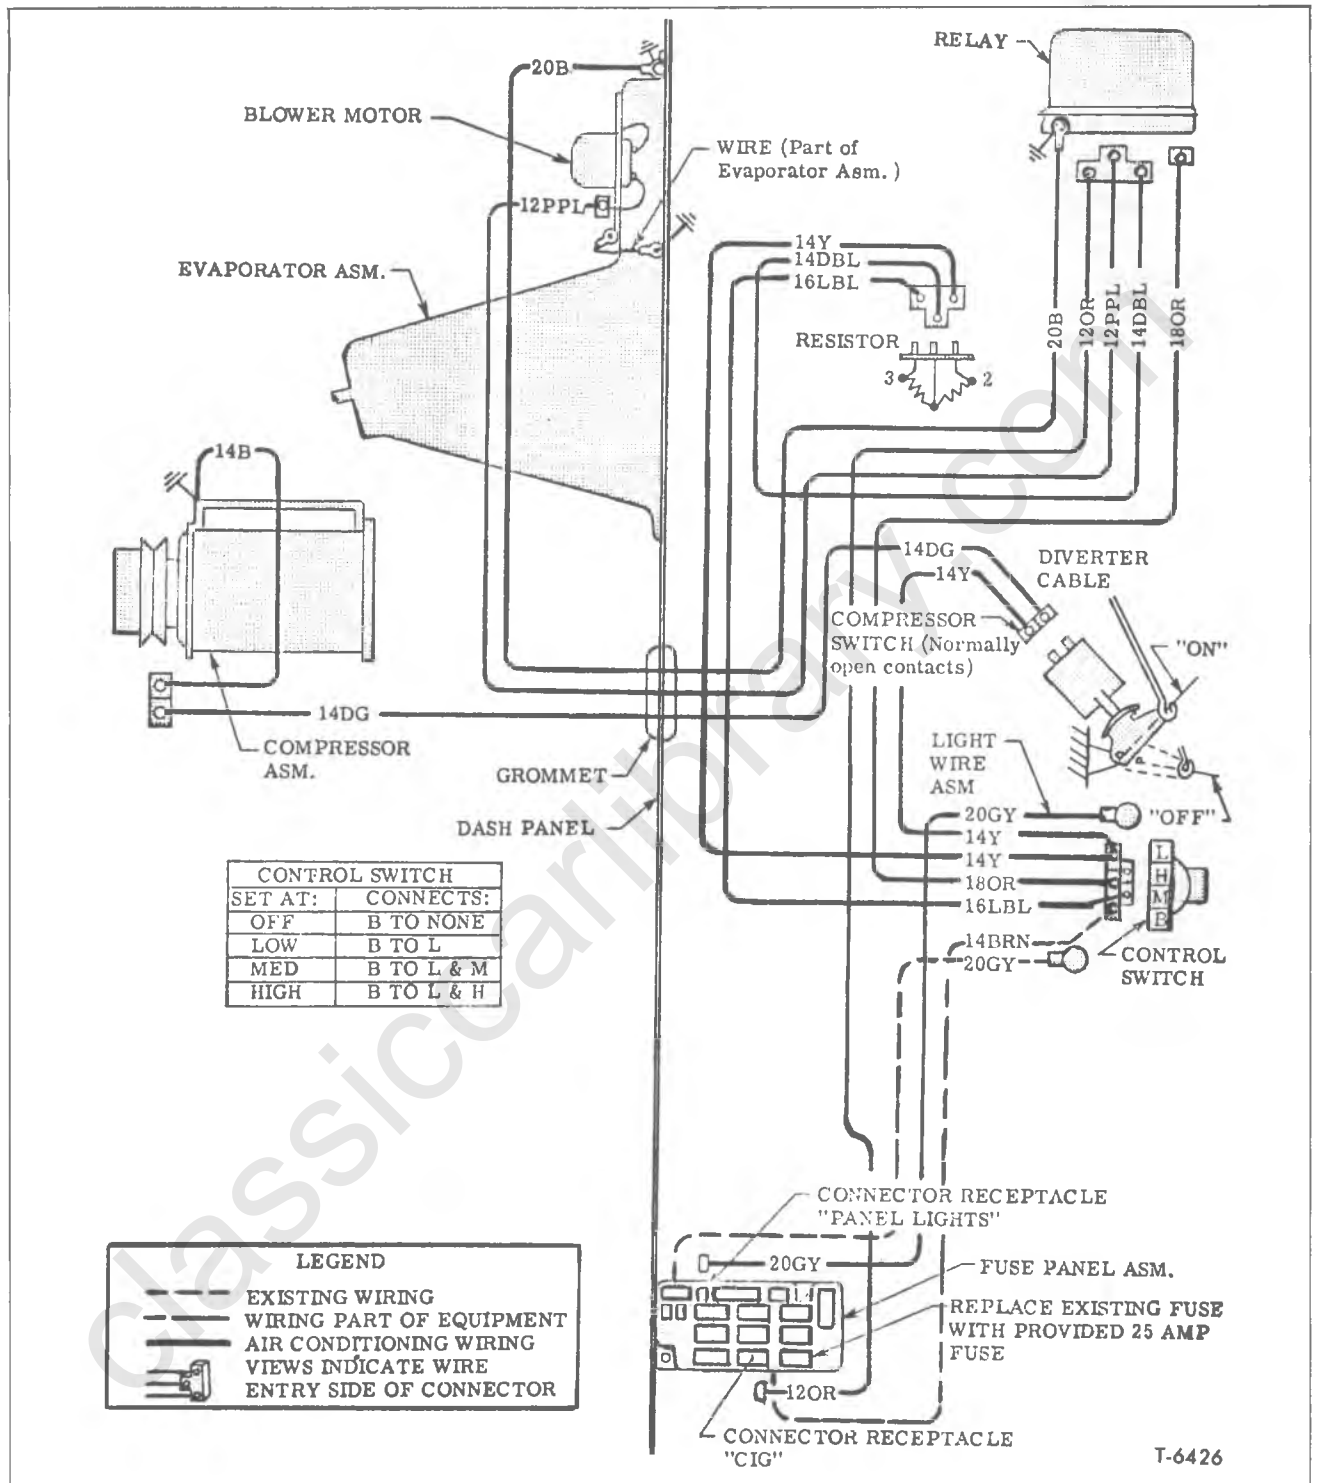 RELAY
20B
BLOWER MOTOR
WIRE (Part of
Evaporator Asm.)
12PPL
14Y
14DBL
16LBL
EVAPORATOR ASM.
20B
12OR
12PPL
14DBL
18OR
RESISTOR
3
2
14B
14DG
14Y
DIVERTER
CABLE
COMPRESSOR
SWITCH (Normally
open contacts)
"ON"
14DG
COMPRESSOR
ASM.
GROMMET
LIGHT
WIRE
ASM
DASH PANEL
20GY
"OFF"
14Y
14Y
18OR
16LBL
L
H
M
B
CONTROL SWITCH
SET AT: CONNECTS:
OFF B TO NONE
LOW B TO L
MED B TO L & M
HIGH B TO L & H
14BRN
20GY
CONTROL
SWITCH
CONNECTOR RECEPTACLE
"PANEL LIGHTS"
20GY
FUSE PANEL ASM.
REPLACE EXISTING FUSE
WITH PROVIDED 25 AMP
FUSE
LEGEND
EXISTING WIRING
WIRING PART OF EQUIPMENT
AIR CONDITIONING WIRING
VIEWS INDICATE WIRE
ENTRY SIDE OF CONNECTOR
12OR
CONNECTOR RECEPTACLE
"CIG"
T-6426
classiccarlibrary.com